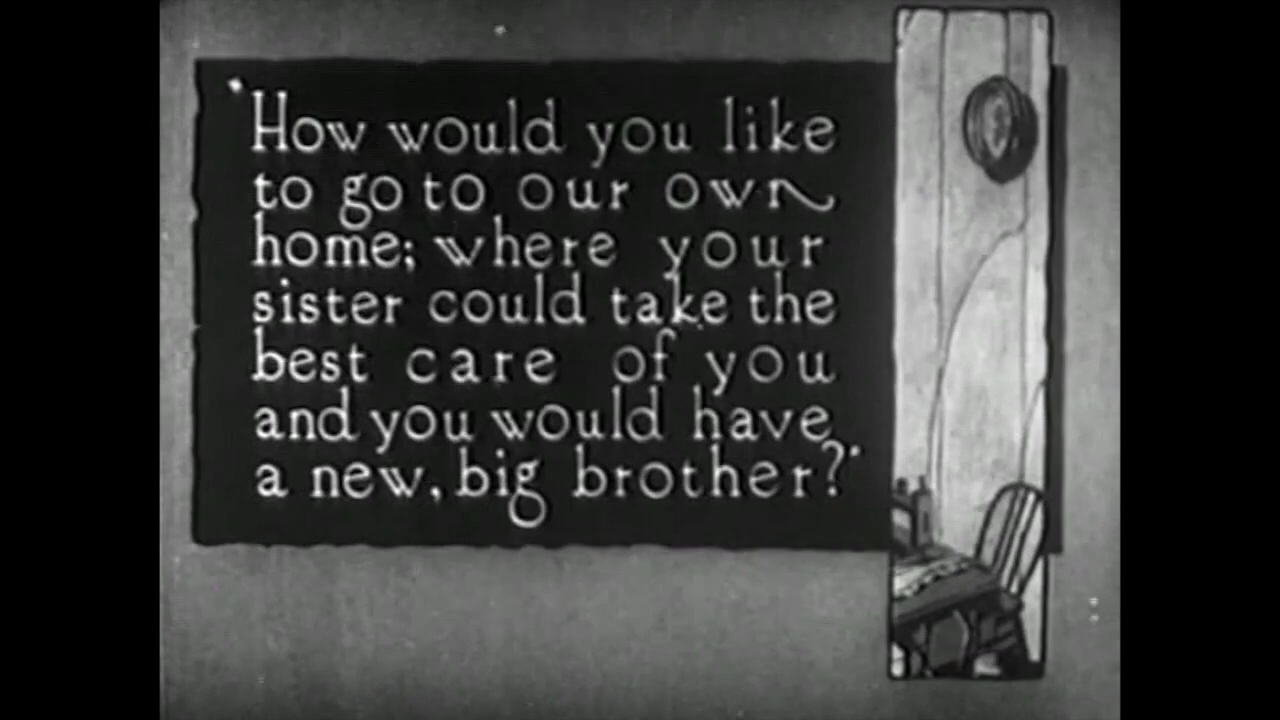 "How would you like
to go to our own
home; where your
sister could take the
best care of you
and you would have
a new, big brother?"